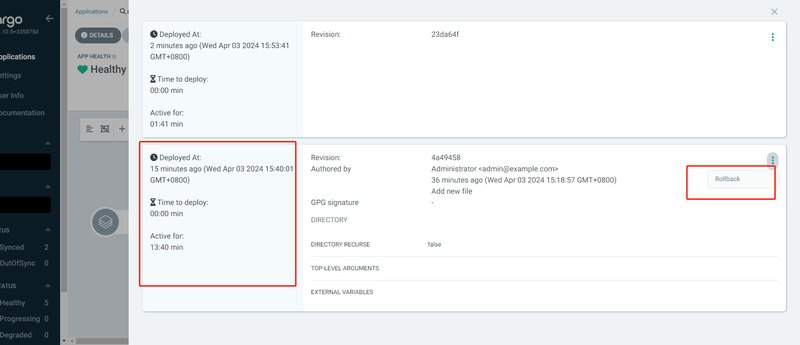 argo
.10.5+335875d
Applications
Settings
User Info
Documentation
STATUS
Synced 2
OutOfSync 0
STATUS
Healthy 5
Progressing 0
Degraded 0
Applications
DETAILS
APP HEALTH
Healthy
Deployed At:
2 minutes ago (Wed Apr 03 2024 15:53:41
GMT+0800)
Time to deploy:
00:00 min
Active for:
01:41 min
Revision: 23da64f
Deployed At:
15 minutes ago (Wed Apr 03 2024 15:40:01
GMT+0800)
Time to deploy:
00:00 min
Active for:
13:40 min
Revision: 4a49458
Authored by Administrator <admin@example.com>
36 minutes ago (Wed Apr 03 2024 15:18:57 GMT+0800)
Add new file
GPG signature -
DIRECTORY
DIRECTORY RECURSE false
TOP-LEVEL ARGUMENTS
EXTERNAL VARIABLES
Rollback